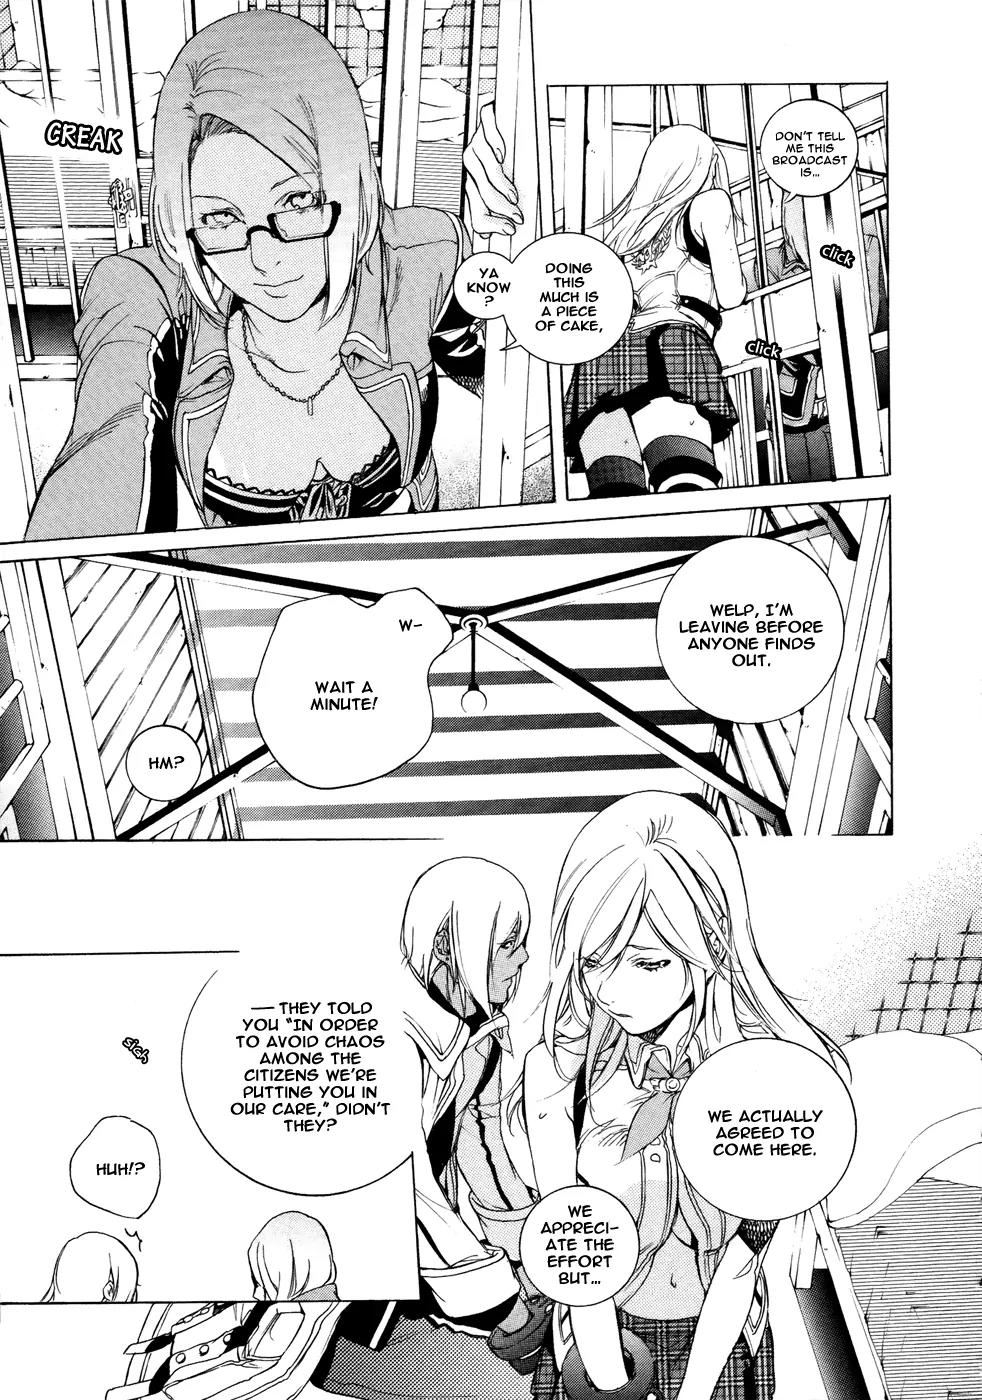 DON'T TELL
ME THIS
BROADCAST
IS...
click
click
DOING
THIS
MUCH IS
A PIECE
OF CAKE,
YA
KNOW
?
CREAK
WELP, I'M
LEAVING BEFORE
ANYONE FINDS
OUT.
W-
WAIT A
MINUTE!
HM?
WE ACTUALLY
AGREED TO
COME HERE.
WE
APPRECI-
ATE THE
EFFORT
BUT...
— THEY TOLD
YOU "IN ORDER
TO AVOID CHAOS
AMONG THE
CITIZENS WE'RE
PUTTING YOU IN
OUR CARE," DIDN'T
THEY?
HUH!?